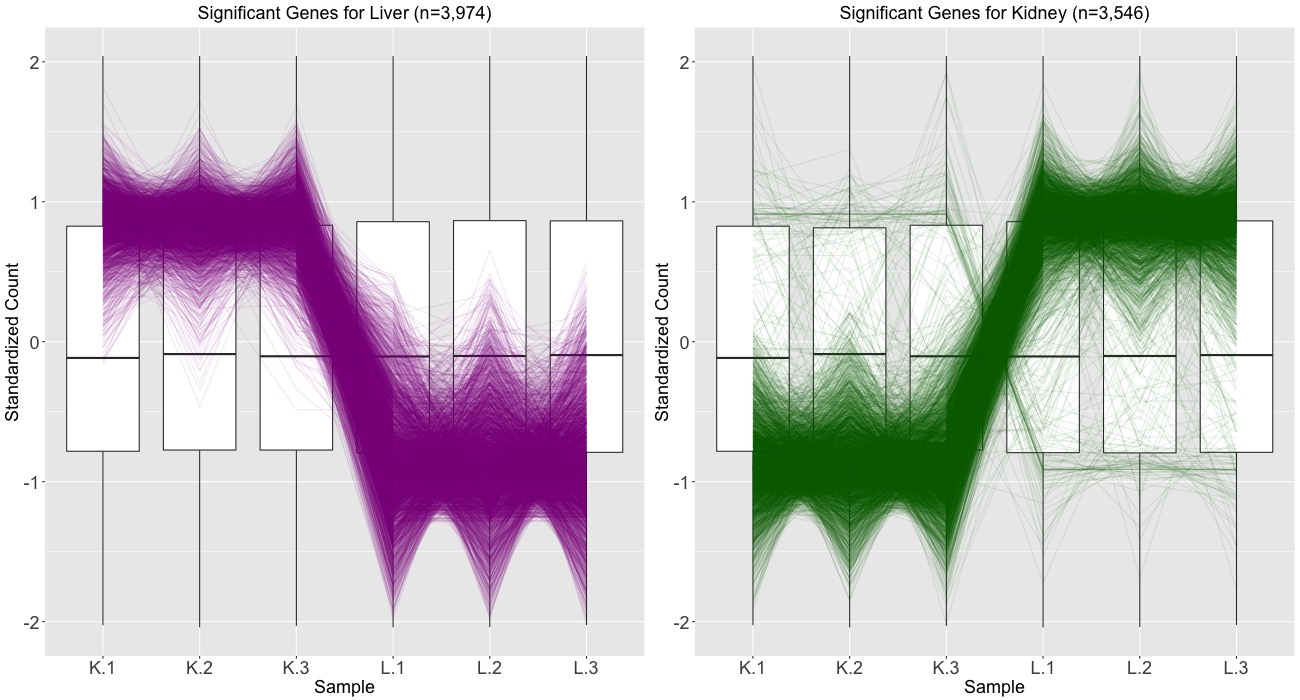 Significant Genes for Liver (n=3,974)
Standardized Count
2
1
0
-1
-2
K.1 K.2 K.3 L.1 L.2 L.3
Sample
Significant Genes for Kidney (n=3,546)
Standardized Count
2
1
0
-1
-2
K.1 K.2 K.3 L.1 L.2 L.3
Sample